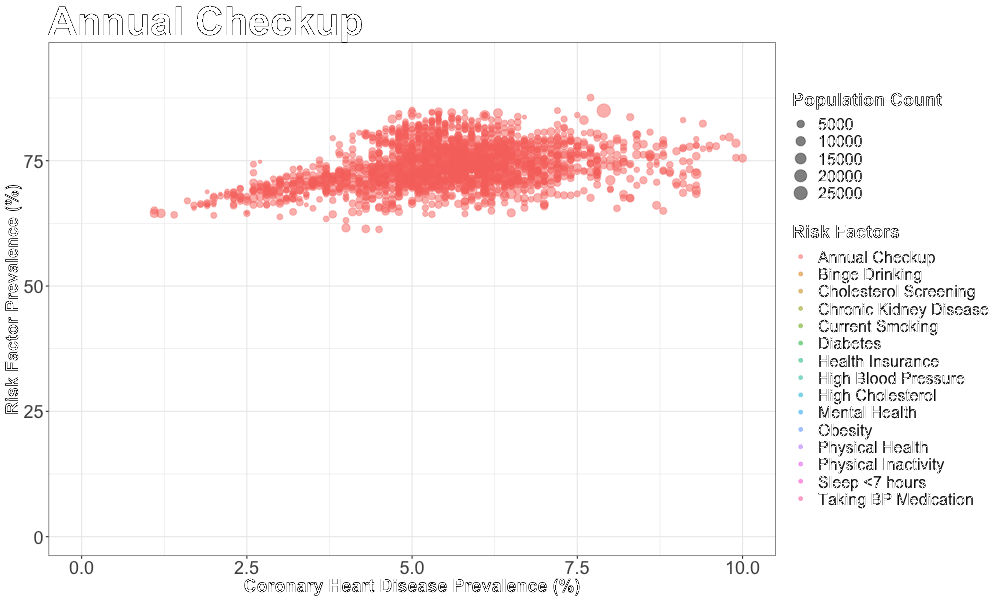 Annual Checkup
Risk Factor Prevalence (%)
75
50
25
0
0.0 2.5 5.0 7.5 10.0
Coronary Heart Disease Prevalence (%)
Population Count
5000
10000
15000
20000
25000
Risk Factors
Annual Checkup
Binge Drinking
Cholesterol Screening
Chronic Kidney Disease
Current Smoking
Diabetes
Health Insurance
High Blood Pressure
High Cholesterol
Mental Health
Obesity
Physical Health
Physical Inactivity
Sleep <7 hours
Taking BP Medication